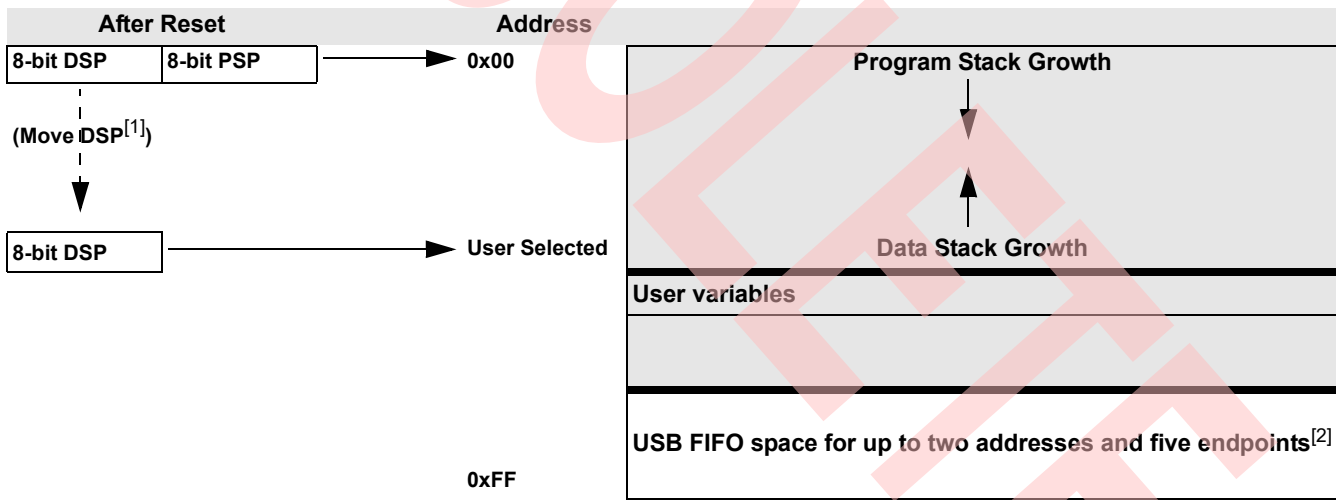 After Reset Address
8-bit DSP 8-bit PSP 0x00 Program Stack Growth
(Move DSP[1])
8-bit DSP User Selected Data Stack Growth
User variables
USB FIFO space for up to two addresses and five endpoints[2]
0xFF